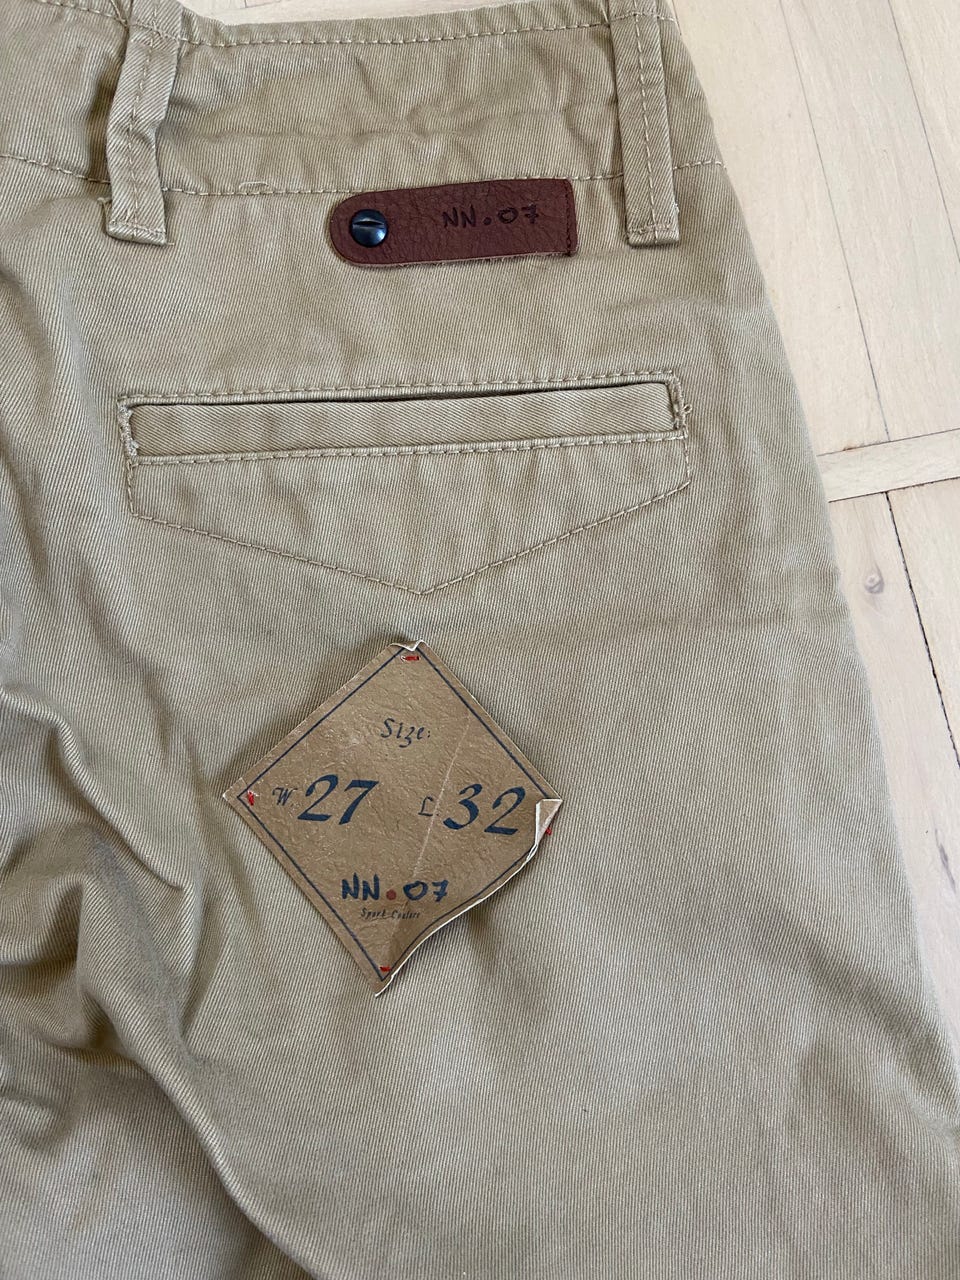 NN.07
Size:
W 27 L 32
NN.07
Sport Couture